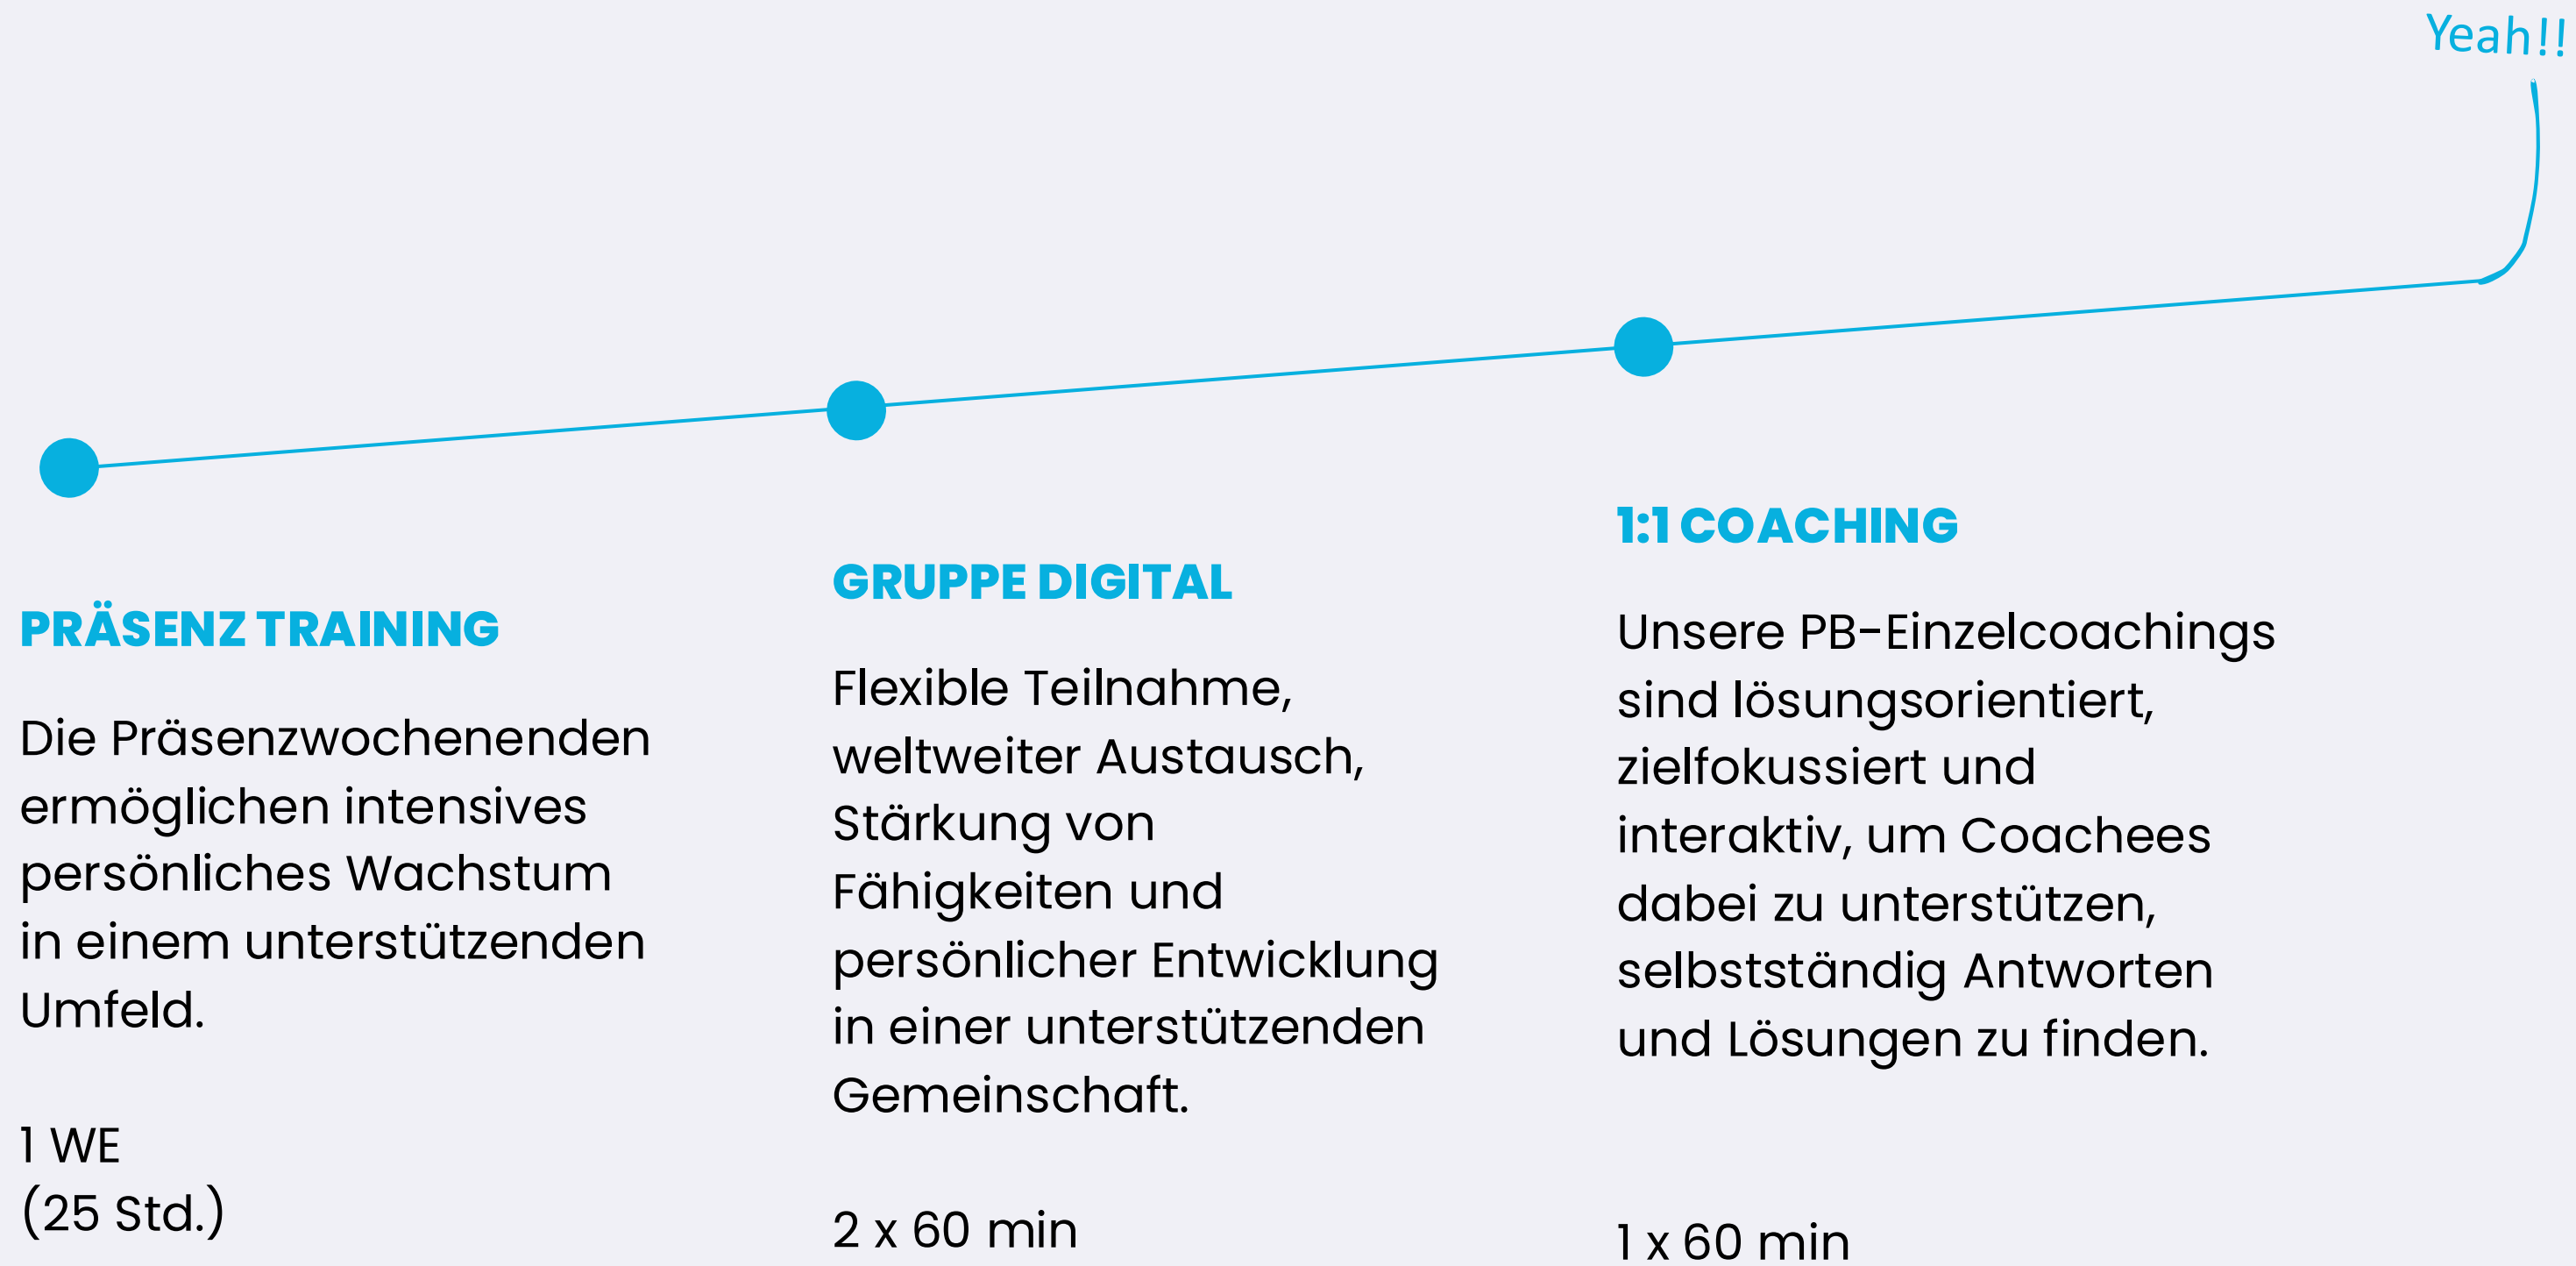 Yeah!!
PRÄSENZ TRAINING
Die Präsenzwochenenden
ermöglichen intensives
persönliches Wachstum
in einem unterstützenden
Umfeld.
1 WE
(25 Std.)
GRUPPE DIGITAL
Flexible Teilnahme,
weltweiter Austausch,
Stärkung von
Fähigkeiten und
persönlicher Entwicklung
in einer unterstützenden
Gemeinschaft.
2 x 60 min
1:1 COACHING
Unsere PB-Einzelcoachings
sind lösungsorientiert,
zielfokussiert und
interaktiv, um Coachees
dabei zu unterstützen,
selbstständig Antworten
und Lösungen zu finden.
1 x 60 min